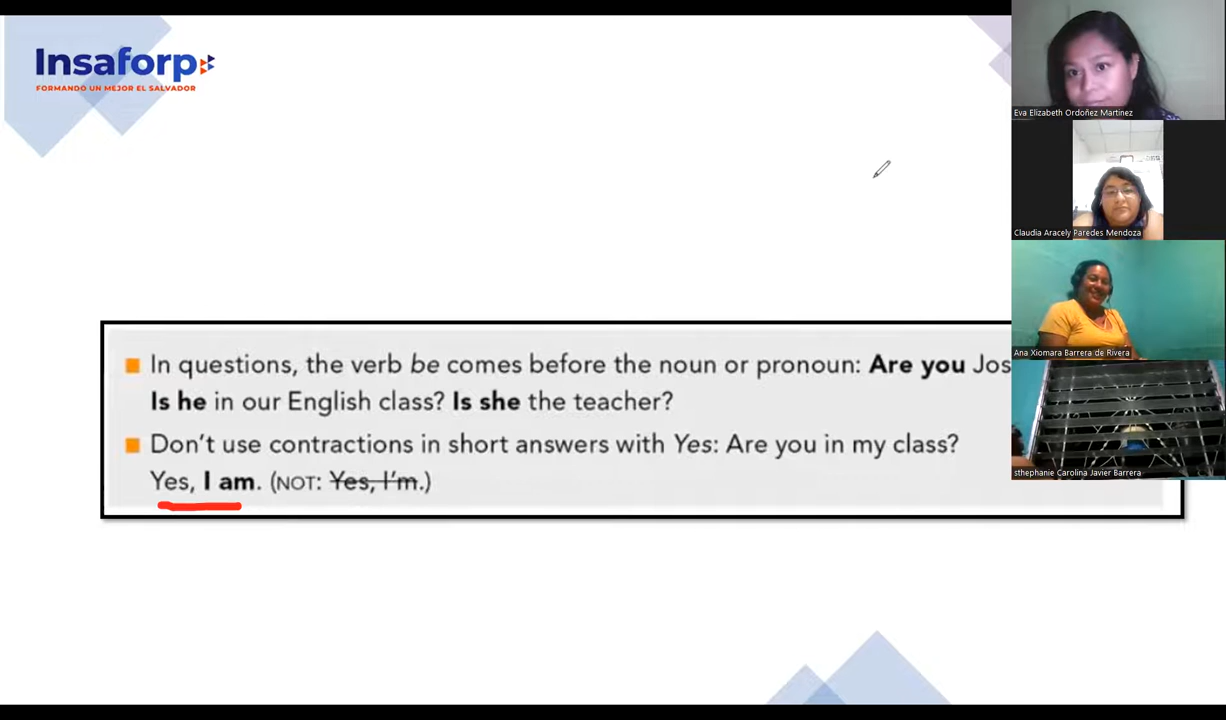 Insaforp
FORMANDO UN MEJOR EL SALVADOR
Eva Elizabeth Ordoñez Martinez
Claudia Aracely Paredes Mendoza
Ana Xiomara Barrera de Rivera
sthephanie Carolina Javier Barrera
In questions, the verb be comes before the noun or pronoun: Are you Jos
Is he in our English class? Is she the teacher?
Don't use contractions in short answers with Yes: Are you in my class?
Yes, I am. (NOT: Yes, I'm.)